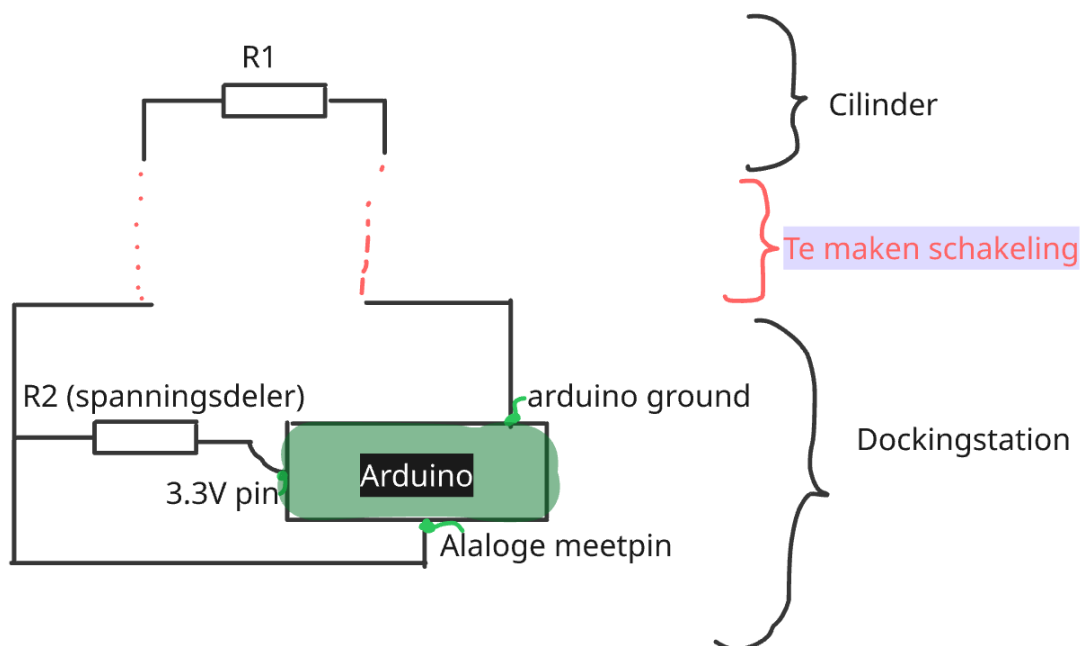 R1
Cilinder
Te maken schakeling
R2 (spanningsdeler)
arduino ground
Dockingstation
Arduino
3.3V pin
Alaloge meetpin